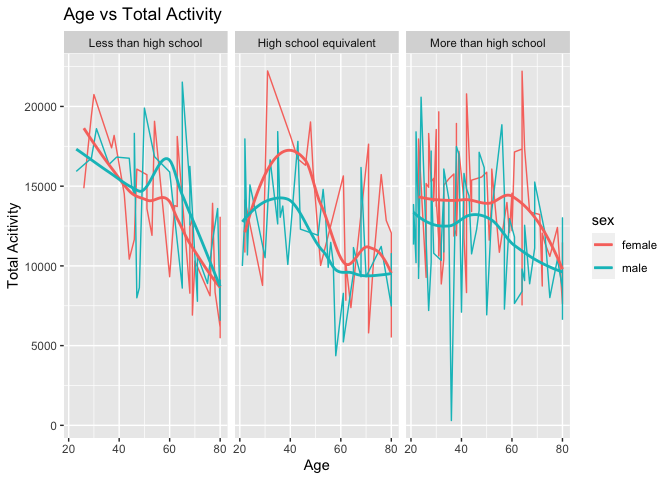 Age vs Total Activity
Less than high school
High school equivalent
More than high school
Total Acitivity
20000
15000
10000
5000
0
20 40 60 80
20 40 60 80
20 40 60 80
Age
sex
female
male